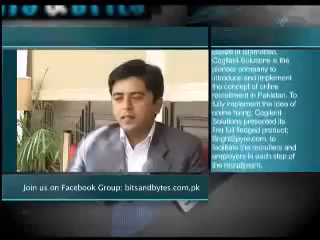 Cogilent Solutions is the
pioneer company to
introduce and implement
the concept of online
recruitment in Pakistan. To
fully implement the idea of
online hiring, Cogilent
Solutions presented its
first full fledged product;
BrightSpyre.com, to
facilitate the recruiters and
employers in each step of
the recruitment.
Join us on Facebook Group: bitsandbytes.com.pk